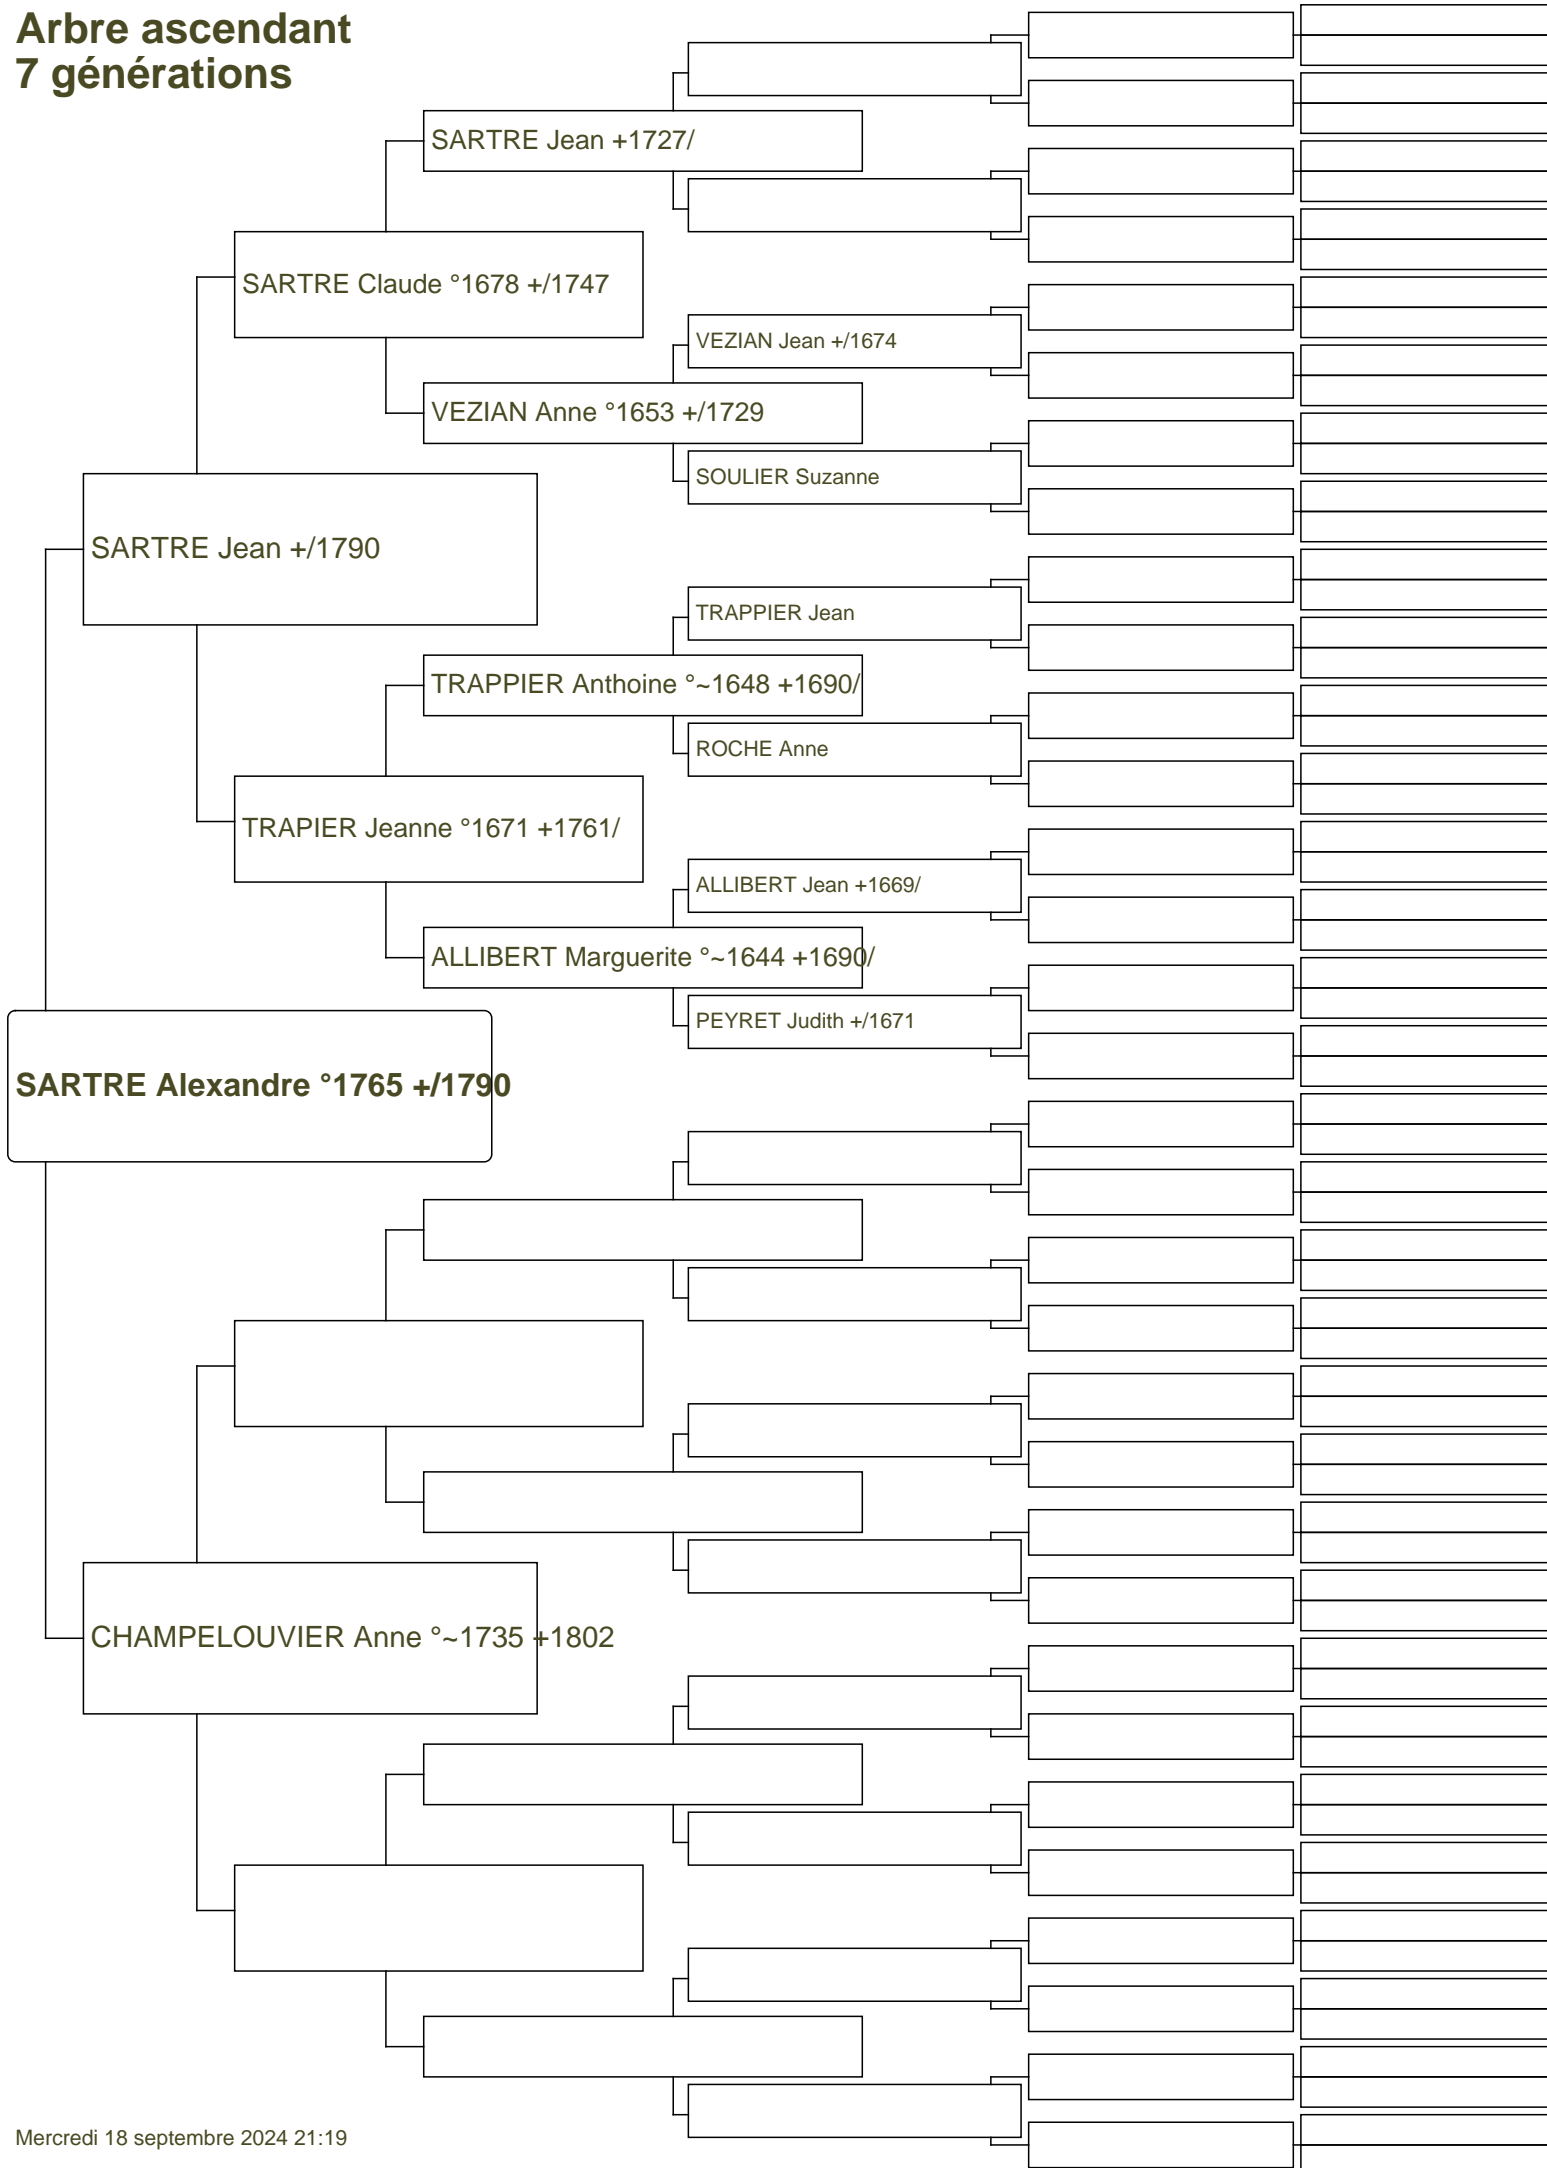 Arbre ascendant
7 générations
SARTRE Jean +1727/
SARTRE Claude °1678 +/1747
VEZIAN Jean +/1674
VEZIAN Anne °1653 +/1729
SOULIER Suzanne
SARTRE Jean +/1790
TRAPPIER Jean
TRAPPIER Anthoine °~1648 +1690/
ROCHE Anne
TRAPIER Jeanne °1671 +1761/
ALLIBERT Jean +1669/
ALLIBERT Marguerite °~1644 +1690/
PEYRET Judith +/1671
SARTRE Alexandre °1765 +/1790
CHAMPELOUVIER Anne °~1735 +1802
Mercredi 18 septembre 2024 21:19